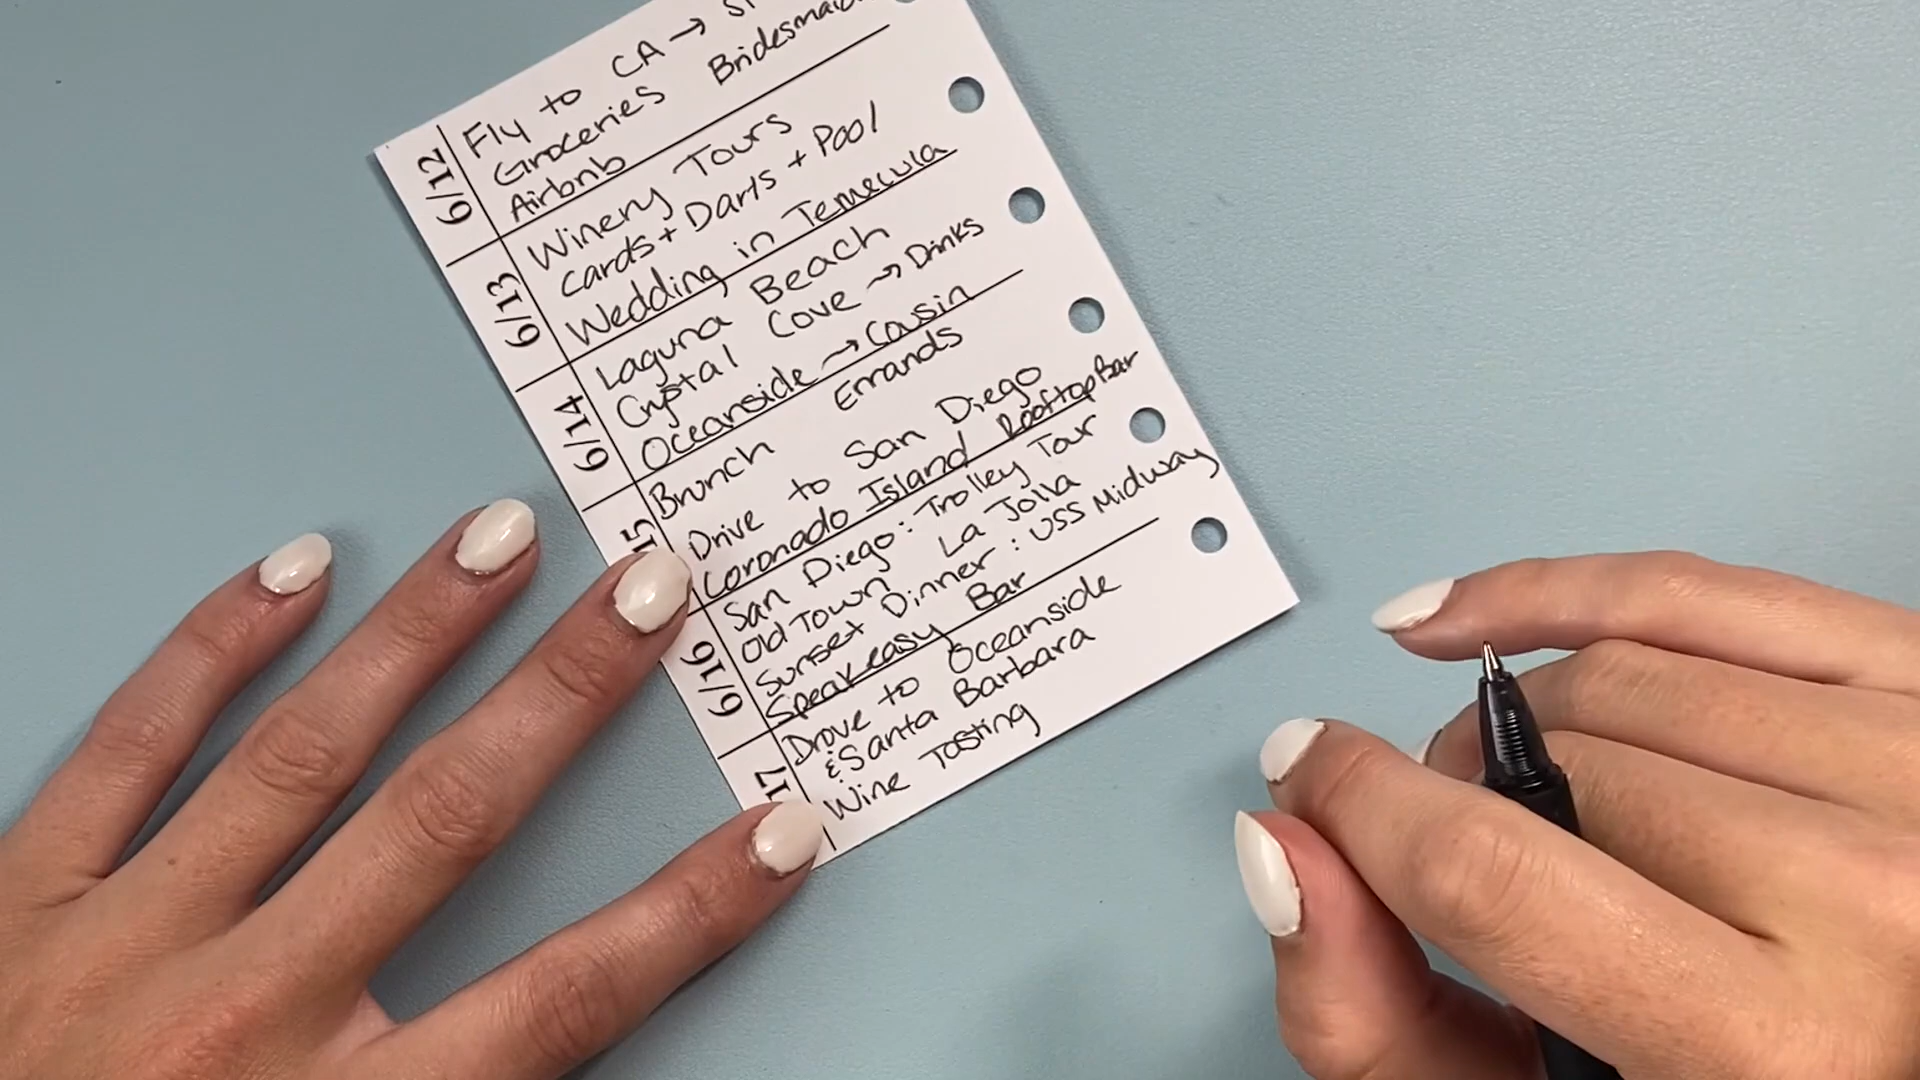 6/12
Fly to CA →
Groceries
Airbnb
6/13
Winery Tours
Cards + Darts + Pool
Wedding in Temecula
6/14
Laguna Beach
Crystal Cove → Drinks
Oceanside → Cousin
15
Brunch Errands
Drive to San Diego
Coronado Island Rooftop Bar
6/16
San Diego: Trolley Tour
Old Town La Jolla
Sunset Dinner: USS Midway
Speakeasy Bar
17
Drove to Oceanside
& Santa Barbara
Wine Tasting